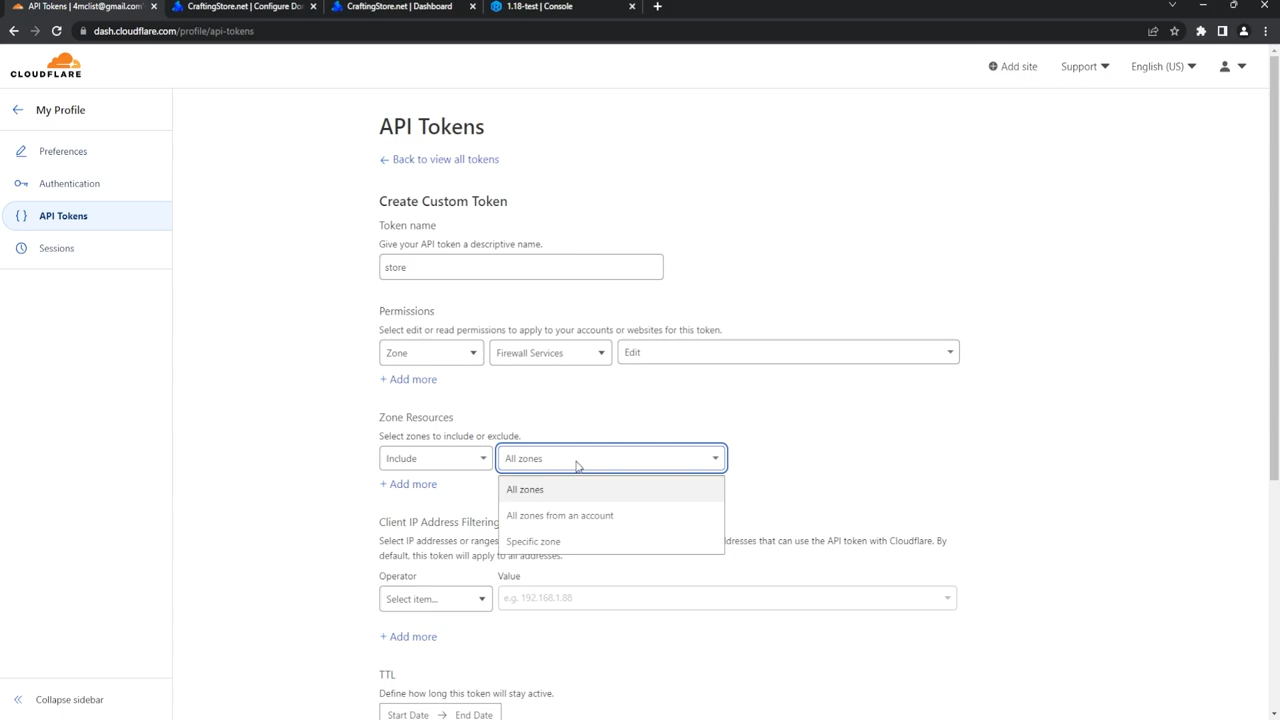 API Tokens | 4mclist@gmail.com
CraftingStore.net | Configure Do
CraftingStore.net | Dashboard
1.18-test | Console
dash.cloudflare.com/profile/api-tokens
CLOUDFLARE
Add site
Support
English (US)
My Profile
Preferences
Authentication
API Tokens
Sessions
Collapse sidebar
API Tokens
Back to view all tokens
Create Custom Token
Token name
Give your API token a descriptive name.
store
Permissions
Select edit or read permissions to apply to your accounts or websites for this token.
Zone
Firewall Services
Edit
+ Add more
Zone Resources
Select zones to include or exclude.
Include
All zones
+ Add more
All zones
All zones from an account
Specific zone
Client IP Address Filtering
Select IP addresses or ranges ddresses that can use the API token with Cloudflare. By
default, this token will apply to all addresses.
Operator
Value
Select item...
e.g. 192.168.1.88
+ Add more
TTL
Define how long this token will stay active.
Start Date → End Date